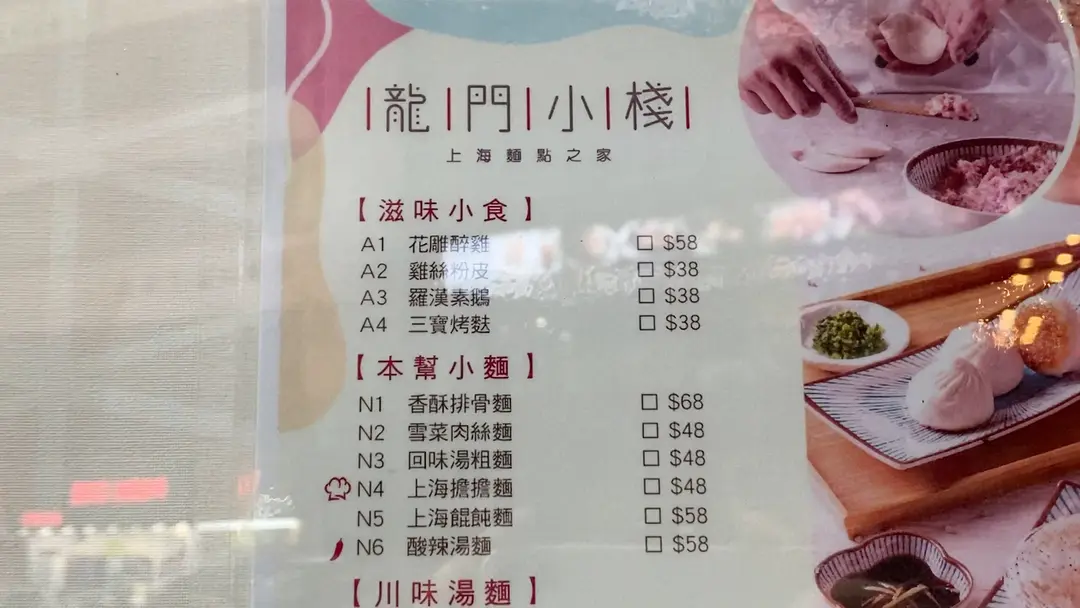 龍門小棧
上海麵點之家
【滋味小食】
A1 花雕醉雞 □ $58
A2 雞絲粉皮 □ $38
A3 羅漢素鵝 □ $38
A4 三寶烤麩 □ $38
【本幫小麵】
N1 香酥排骨麵 □ $68
N2 雪菜肉絲麵 □ $48
N3 回味湯粗麵 □ $48
N4 上海擔擔麵 □ $48
N5 上海餛飩麵 □ $58
N6 酸辣湯麵 □ $58
【川味湯麵】